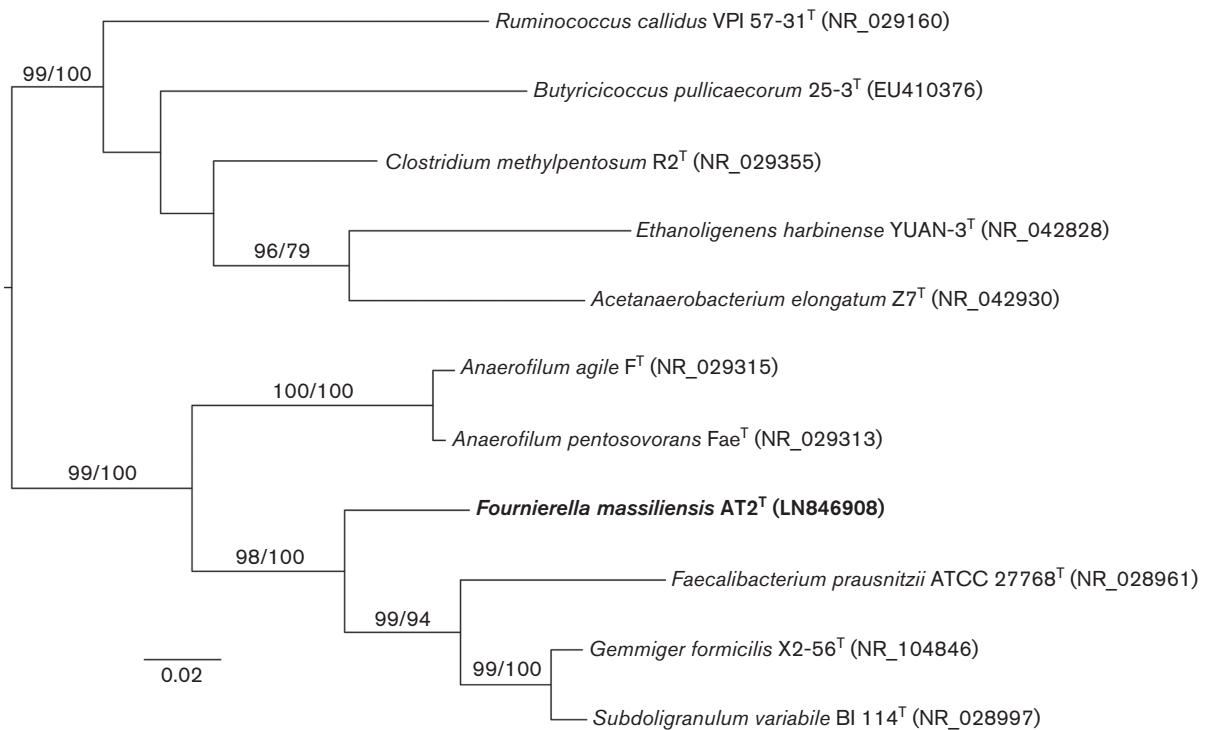 Ruminococcus callidus VPI 57-31ᵀ (NR_029160)
99/100
Butyricicoccus pullicaecorum 25-3ᵀ (EU410376)
Clostridium methylpentosum R2ᵀ (NR_029355)
Ethanoligenens harbinense YUAN-3ᵀ (NR_042828)
96/79
Acetanaerobacterium elongatum Z7ᵀ (NR_042930)
Anaerofilum agile Fᵀ (NR_029315)
100/100
Anaerofilum pentosovorans Faeᵀ (NR_029313)
99/100
Fournierella massiliensis AT2ᵀ (LN846908)
98/100
Faecalibacterium prausnitzii ATCC 27768ᵀ (NR_028961)
99/94
Gemmiger formicilis X2-56ᵀ (NR_104846)
99/100
0.02
Subdoligranulum variabile BI 114ᵀ (NR_028997)